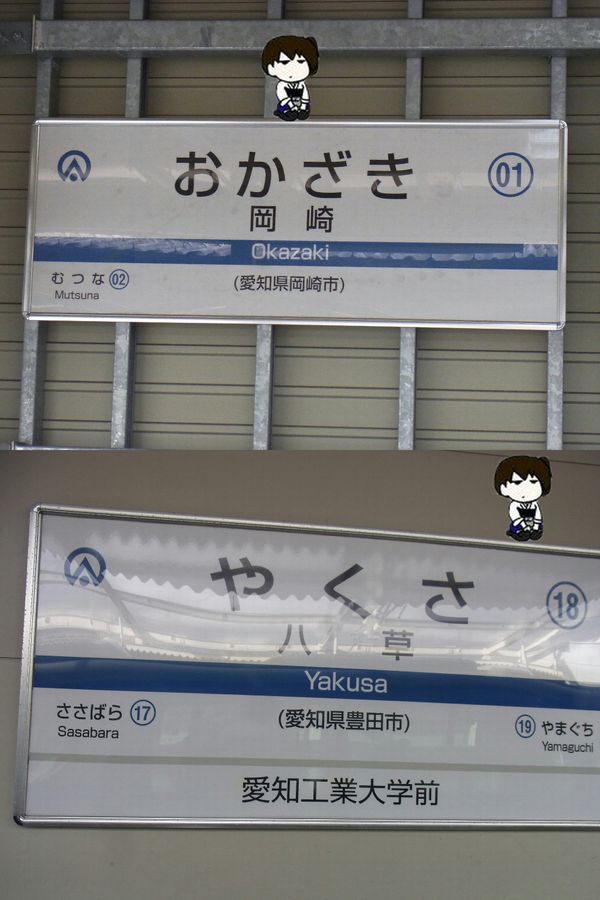 おかざき
01
岡崎
Okazaki
むつな 02
Mutsuna
(愛知県岡崎市)
やくさ
18
八草
Yakusa
ささばら 17
Sasabara
(愛知県豊田市)
19 やまぐち
Yamaguchi
愛知工業大学前